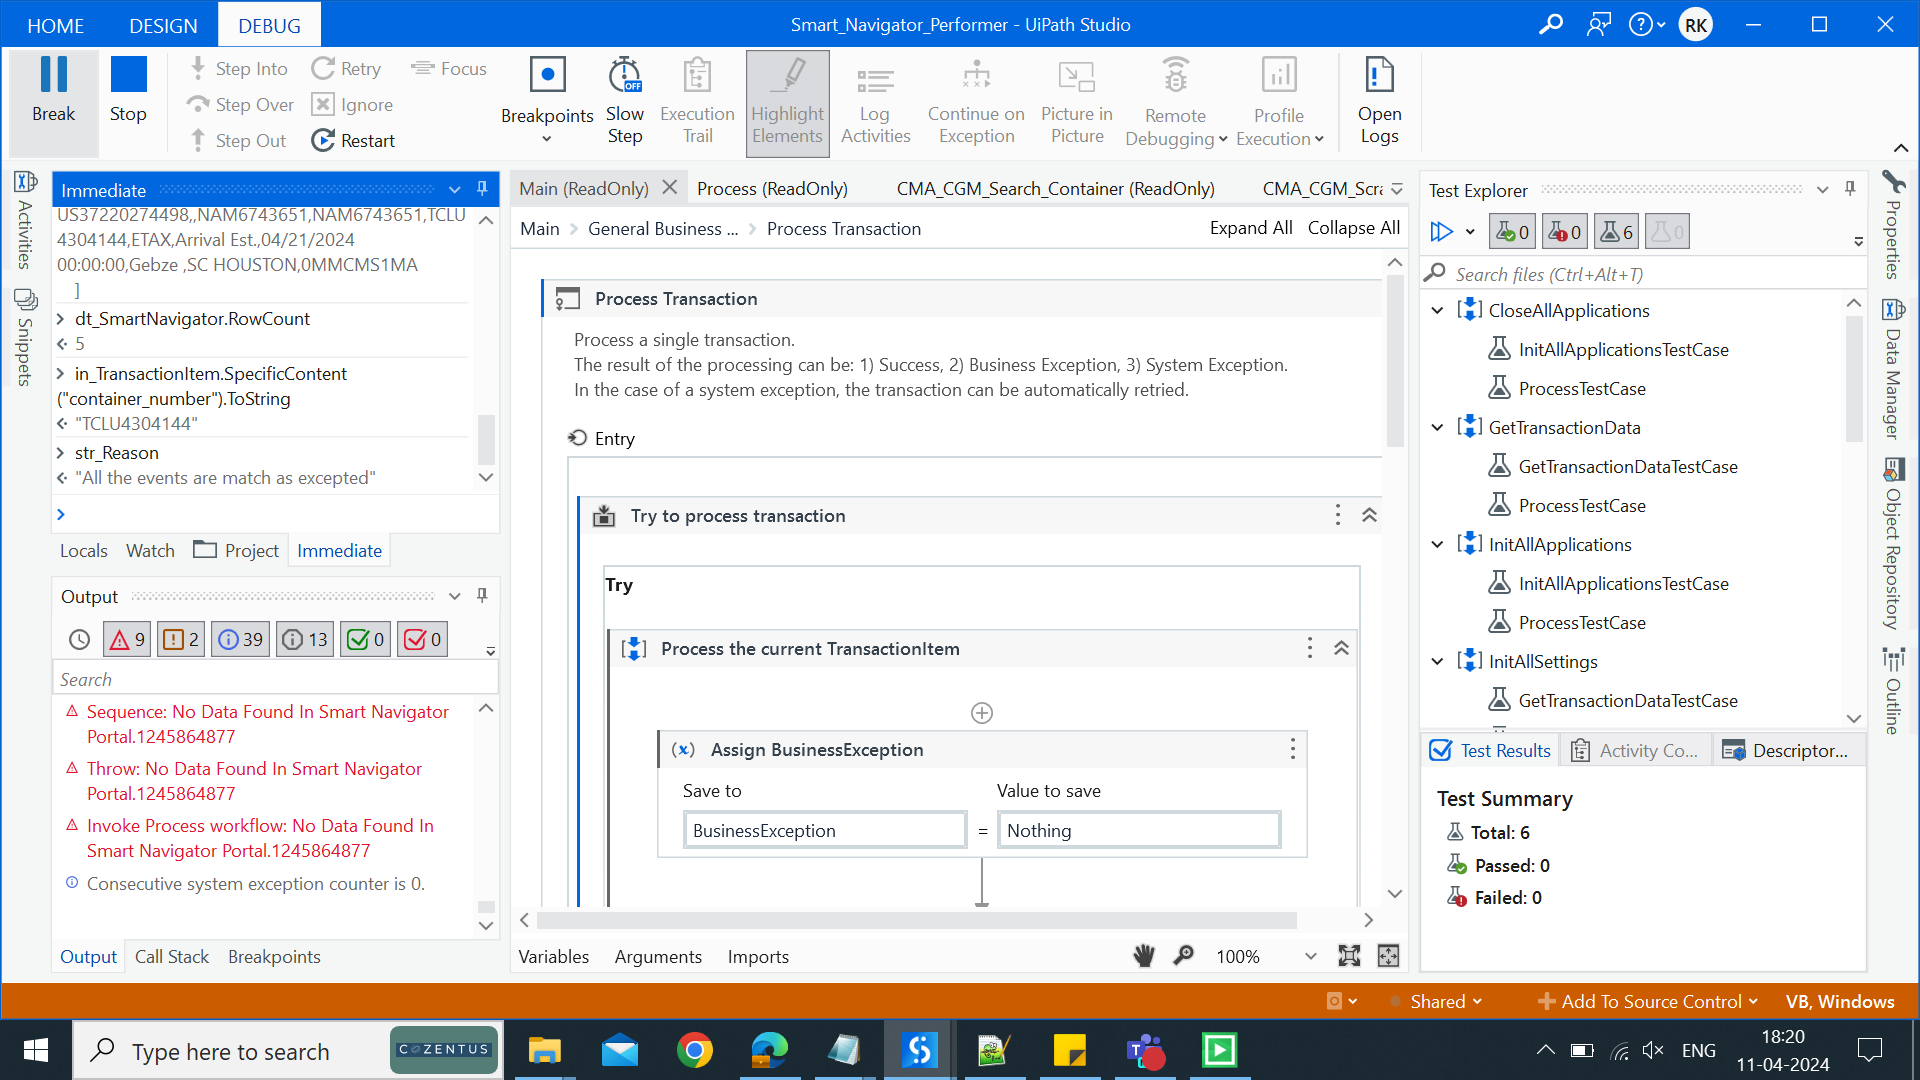 HOME DESIGN DEBUG Smart_Navigator_Performer - UiPath Studio RK
Break
Stop
Step Into
Step Over
Step Out
Retry
Ignore
Restart
Focus
Breakpoints
Slow
Step
Execution
Trail
Highlight
Elements
Log
Activities
Continue on
Exception
Picture in
Picture
Remote
Debugging
Profile
Execution
Open
Logs
Activities
Snippets
Immediate
US37220274498,,NAM6743651,NAM6743651,TCLU
4304144,ETAX,Arrival Est.,04/21/2024
00:00:00,Gebze ,SC HOUSTON,0MMCMS1MA
]
dt_SmartNavigator.RowCount
5
in_TransactionItem.SpecificContent
("container_number").ToString
"TCLU4304144"
str_Reason
"All the events are match as excepted"
Locals Watch Project Immediate
Output
9 2 39 13 0 0
Search
Sequence: No Data Found In Smart Navigator
Portal.1245864877
Throw: No Data Found In Smart Navigator
Portal.1245864877
Invoke Process workflow: No Data Found In
Smart Navigator Portal.1245864877
Consecutive system exception counter is 0.
Output Call Stack Breakpoints
Main (ReadOnly) Process (ReadOnly) CMA_CGM_Search_Container (ReadOnly) CMA_CGM_Scra
Main General Business ... Process Transaction Expand All Collapse All
Process Transaction
Process a single transaction.
The result of the processing can be: 1) Success, 2) Business Exception, 3) System Exception.
In the case of a system exception, the transaction can be automatically retried.
Entry
Try to process transaction
Try
Process the current TransactionItem
Assign BusinessException
Save to Value to save
BusinessException = Nothing
Variables Arguments Imports 100%
Test Explorer
0 0 6 0
Search files (Ctrl+Alt+T)
CloseAllApplications
InitAllApplicationsTestCase
ProcessTestCase
GetTransactionData
GetTransactionDataTestCase
ProcessTestCase
InitAllApplications
InitAllApplicationsTestCase
ProcessTestCase
InitAllSettings
GetTransactionDataTestCase
Test Results Activity Co... Descriptor...
Test Summary
Total: 6
Passed: 0
Failed: 0
Properties
Data Manager
Object Repository
Outline
Shared Add To Source Control VB, Windows
Type here to search COZENTUS ENG
18:20
11-04-2024